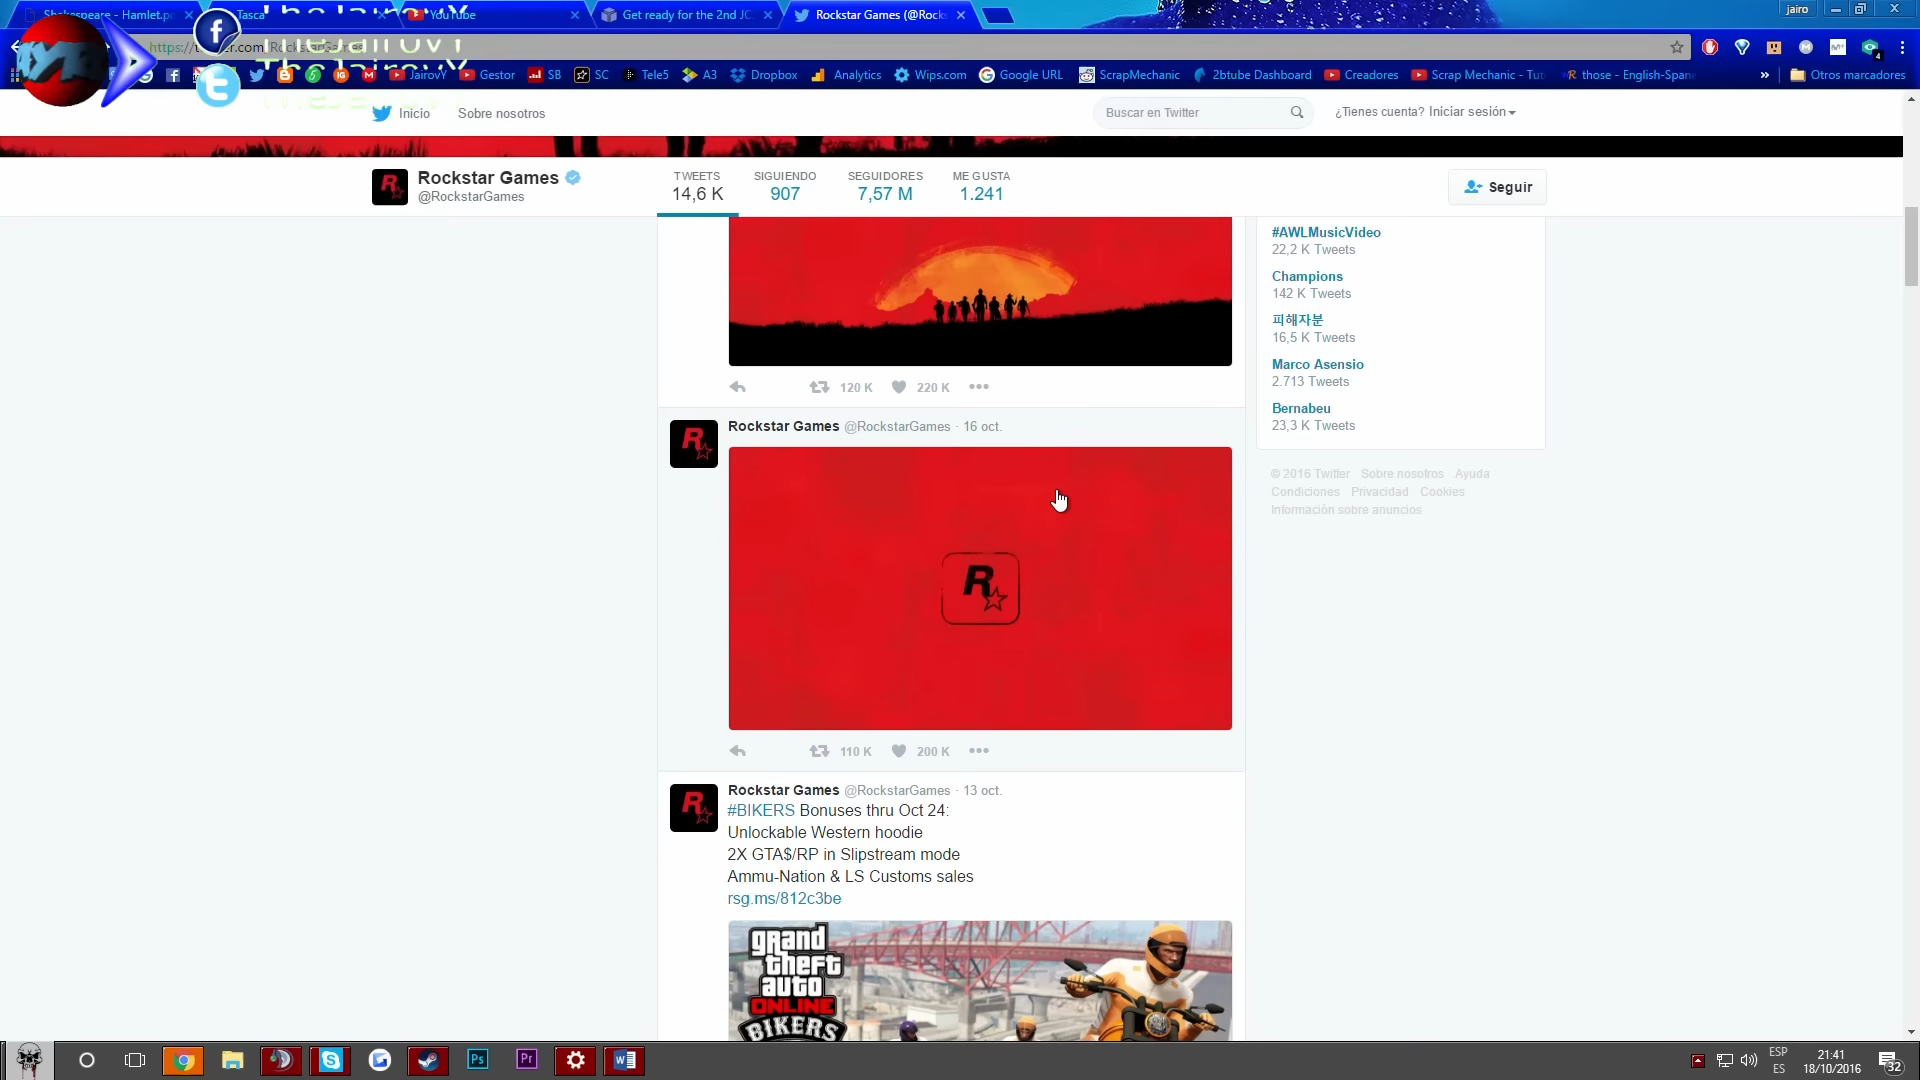 Shakespeare - Hamlet.p
Tasca
YouTube
Get ready for the 2nd JC
Rockstar Games (@Rock
jairo
JairovY
Gestor
SB
SC
Tele5
A3
Dropbox
Analytics
Wips.com
Google URL
ScrapMechanic
2btube Dashboard
Creadores
Scrap Mechanic - Tut
those - English-Span
»
Otros marcadores
Inicio
Sobre nosotros
Buscar en Twitter
¿Tienes cuenta? Iniciar sesión
Rockstar Games
@RockstarGames
TWEETS
14,6 K
SIGUIENDO
907
SEGUIDORES
7,57 M
ME GUSTA
1.241
Seguir
120 K
220 K
Rockstar Games @RockstarGames · 16 oct.
R
110 K
200 K
Rockstar Games @RockstarGames · 13 oct.
#BIKERS Bonuses thru Oct 24:
Unlockable Western hoodie
2X GTA$/RP in Slipstream mode
Ammu-Nation & LS Customs sales
rsg.ms/812c3be
grand
theft
auto
ONLINE
BIKERS
#AWLMusicVideo
22,2 K Tweets
Champions
142 K Tweets
피해자분
16,5 K Tweets
Marco Asensio
2.713 Tweets
Bernabeu
23,3 K Tweets
© 2016 Twitter Sobre nosotros Ayuda
Condiciones Privacidad Cookies
Información sobre anuncios
Ps
Pr
ESP
ES
21:41
18/10/2016
32